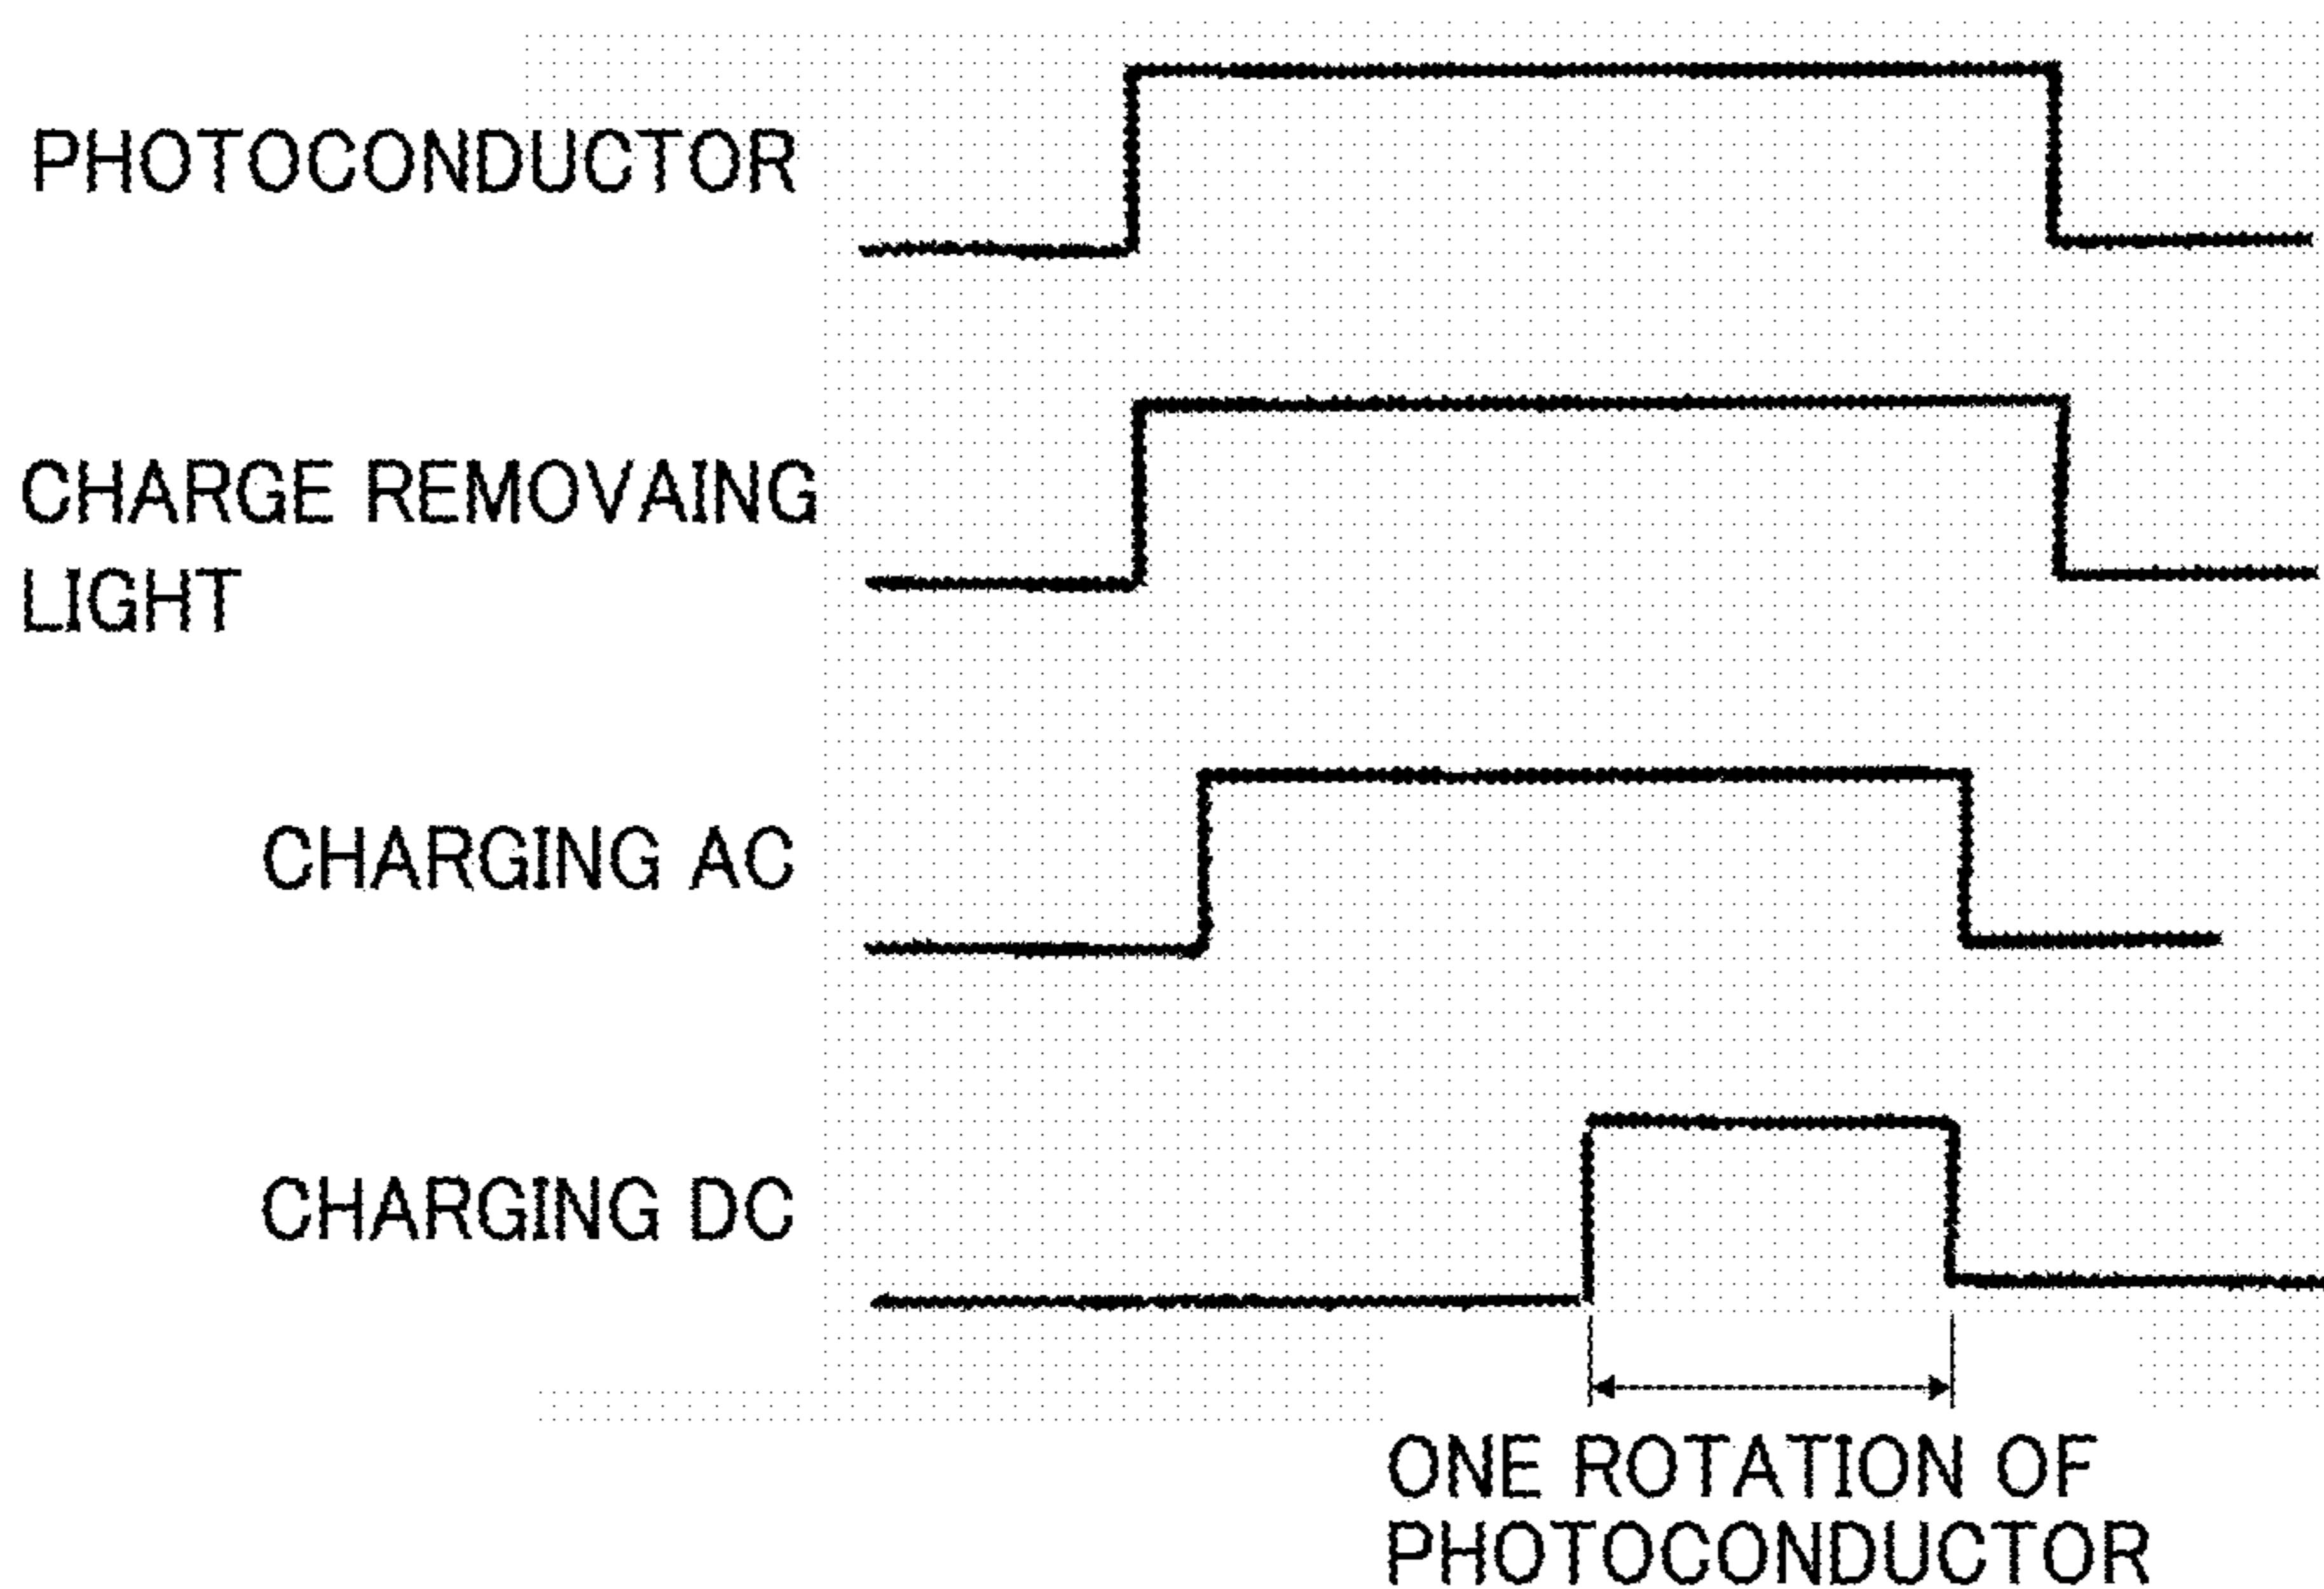 PHOTOCONDUCTOR
CHARGE REMOVAING
LIGHT
CHARGING AC
CHARGING DC
ONE ROTATION OF
PHOTOCONDUCTOR